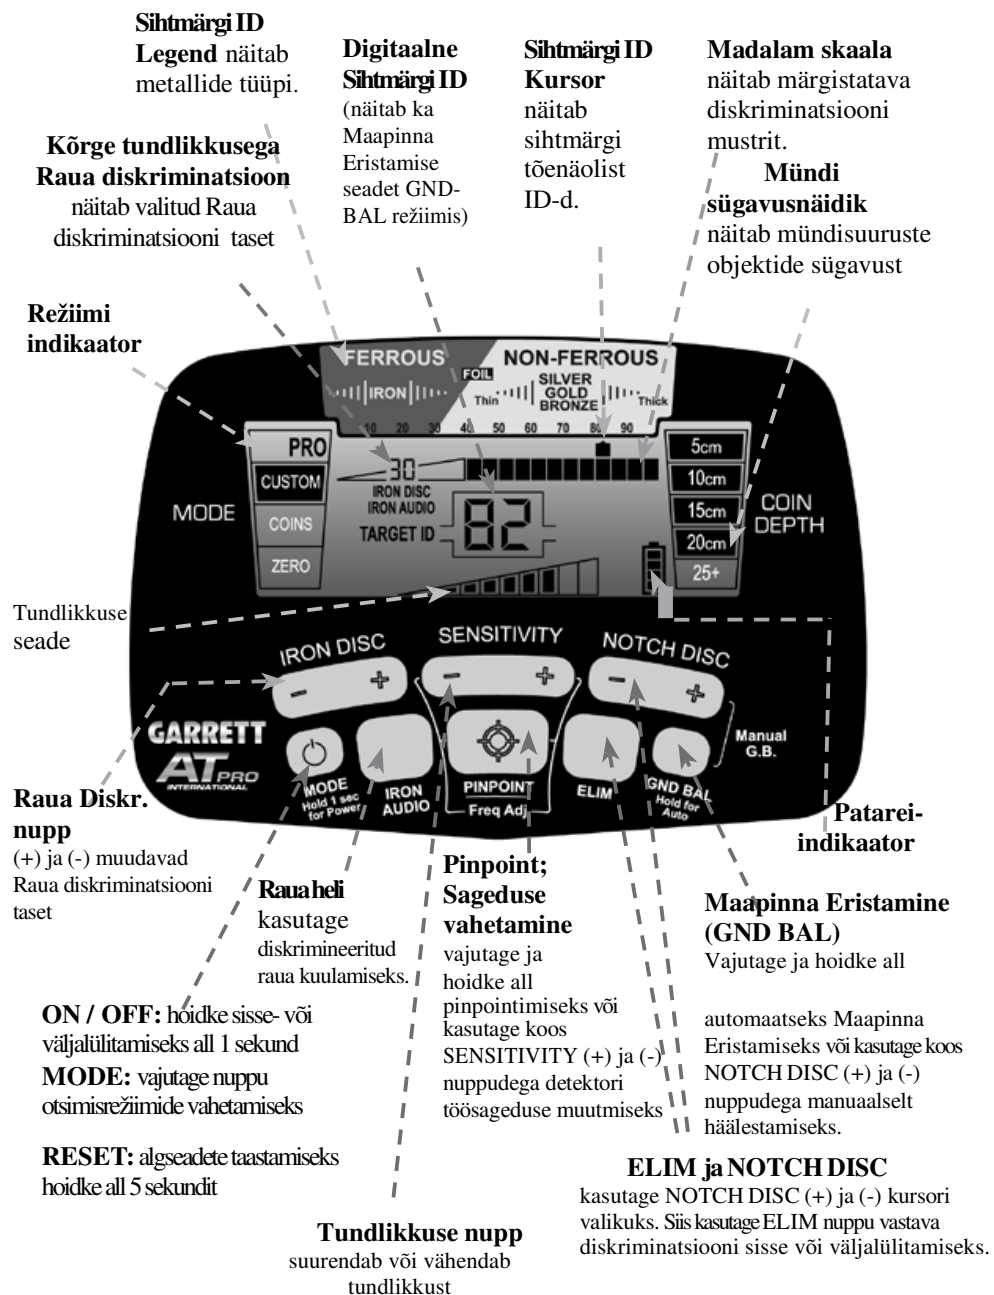 Sihtmärgi ID
Legend näitab
metallide tüüpi.
Digitaalne
Sihtmärgi ID
(näitab ka
Maapinna
Eristamise
seadet GND-
BAL režiimis)
Sihtmärgi ID
Kursor
näitab
sihtmärgi
tõenäolist
ID-d.
Madalam skaala
näitab märgistatava
diskriminatsiooni
mustrit.
Kõrge tundlikkusega
Raua diskriminatsioon
näitab valitud Raua
diskriminatsiooni taset
Mündi
sügavusnäidik
näitab mündisuuruste
objektide sügavust
Režiimi
indikaator
FERROUS
NON-FERROUS
IRON
FOIL
Thin
SILVER
GOLD
BRONZE
Thick
10 20 30 40 50 60 70 80 90
MODE
PRO
CUSTOM
COINS
ZERO
30
IRON DISC
IRON AUDIO
TARGET ID
82
5cm
10cm
15cm
20cm
25+
COIN
DEPTH
Tundlikkuse
seade
IRON DISC
- +
SENSITIVITY
- +
NOTCH DISC
- +
GARRETT
AT PRO
INTERNATIONAL
MODE
Hold 1 sec
for Power
IRON
AUDIO
PINPOINT
Freq Adj
ELIM
GND BAL
Hold for
Auto
Manual
G.B.
Raua Diskr.
nupp
(+) ja (-) muudavad
Raua diskriminatsiooni
taset
Raua heli
kasutage
diskrimineeritud
raua kuulamiseks.
Pinpoint;
Sageduse
vahetamine
vajutage ja
hoidke all
pinpointimiseks või
kasutage koos
SENSITIVITY (+) ja (-)
nuppudega detektori
töösageduse muutmiseks
Patarei-
indikaator
Maapinna Eristamine
(GND BAL)
Vajutage ja hoidke all
automaatseks Maapinna
Eristamiseks või kasutage koos
NOTCH DISC (+) ja (-)
nuppudega manuaalselt
häälestamiseks.
ON / OFF: hoidke sisse- või
väljalülitamiseks all 1 sekund
MODE: vajutage nuppu
otsimisrežiimide vahetamiseks
RESET: algseadete taastamiseks
hoidke all 5 sekundit
ELIM ja NOTCH DISC
kasutage NOTCH DISC (+) ja (-) kursori
valikuks. Siis kasutage ELIM nuppu vastava
diskriminatsiooni sisse või väljalülitamiseks.
Tundlikkuse nupp
suurendab või vähendab
tundlikkust